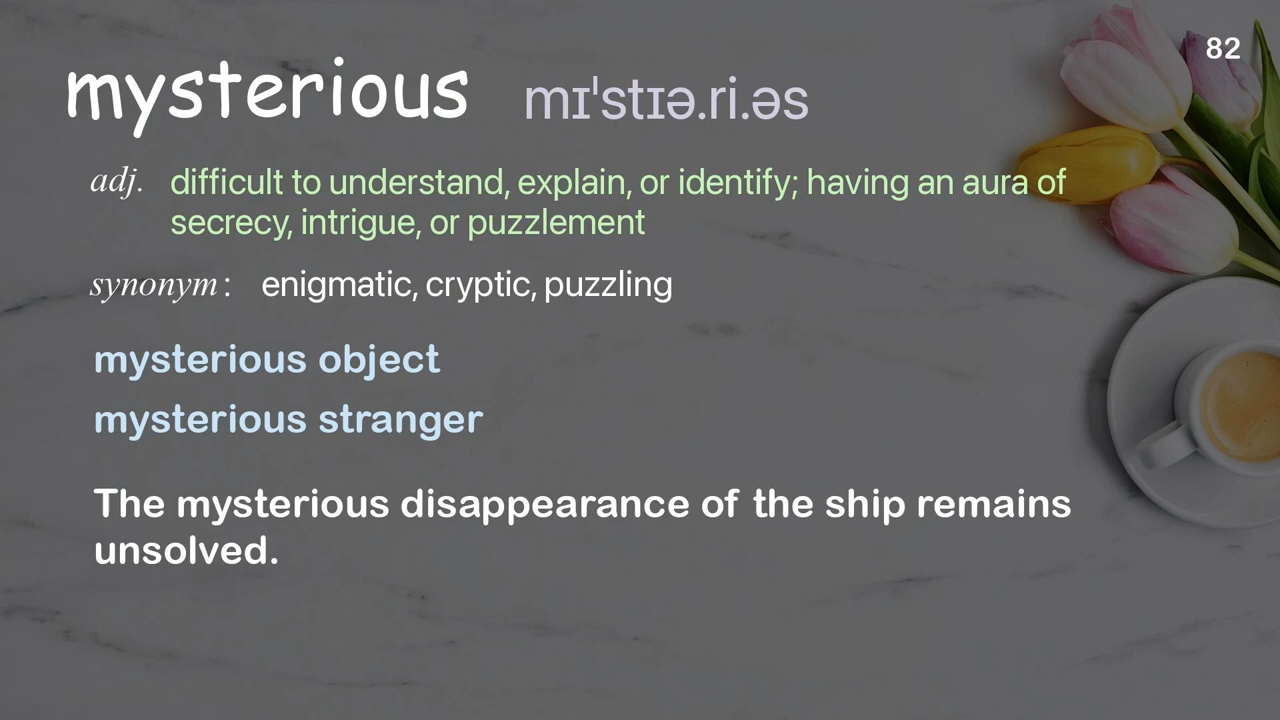 82
mysterious mɪˈstɪə.ri.əs
adj. difficult to understand, explain, or identify; having an aura of
secrecy, intrigue, or puzzlement
synonym : enigmatic, cryptic, puzzling
mysterious object
mysterious stranger
The mysterious disappearance of the ship remains
unsolved.